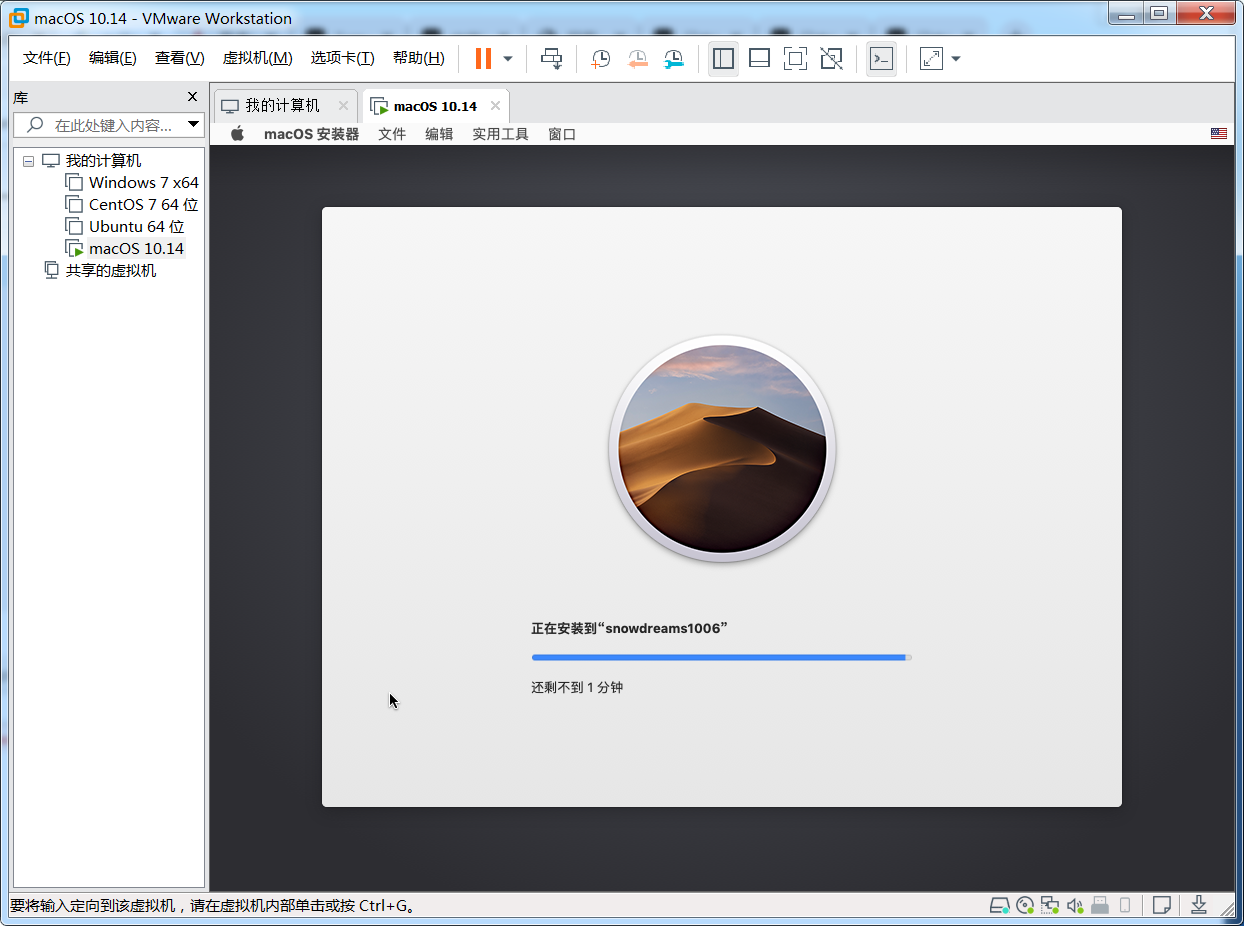 macOS 10.14 - VMware Workstation
文件(F) 编辑(E) 查看(V) 虚拟机(M) 选项卡(T) 帮助(H)
库
在此处键入内容...
我的计算机
Windows 7 x64
CentOS 7 64 位
Ubuntu 64 位
macOS 10.14
共享的虚拟机
我的计算机 macOS 10.14
macOS 安装器 文件 编辑 实用工具 窗口
正在安装到“snowdreams1006”
还剩不到 1 分钟
要将输入定向到该虚拟机，请在虚拟机内部单击或按 Ctrl+G。